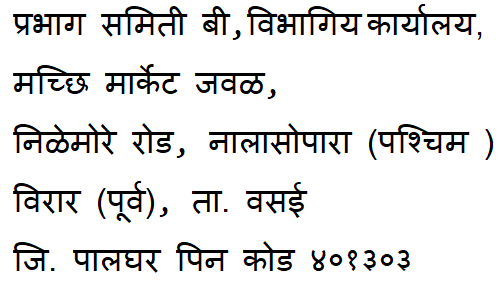 प्रभाग समिती बी, विभागिय कार्यालय,
मच्छि मार्केट जवळ,
निळेमोरे रोड, नालासोपारा (पश्चिम )
विरार (पूर्व), ता. वसई
जि. पालघर पिन कोड ४०१३०३